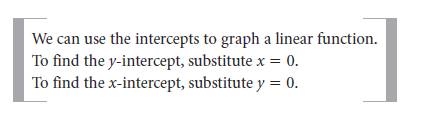 We can use the intercepts to graph a linear function.
To find the y-intercept, substitute x = 0.
To find the x-intercept, substitute y = 0.